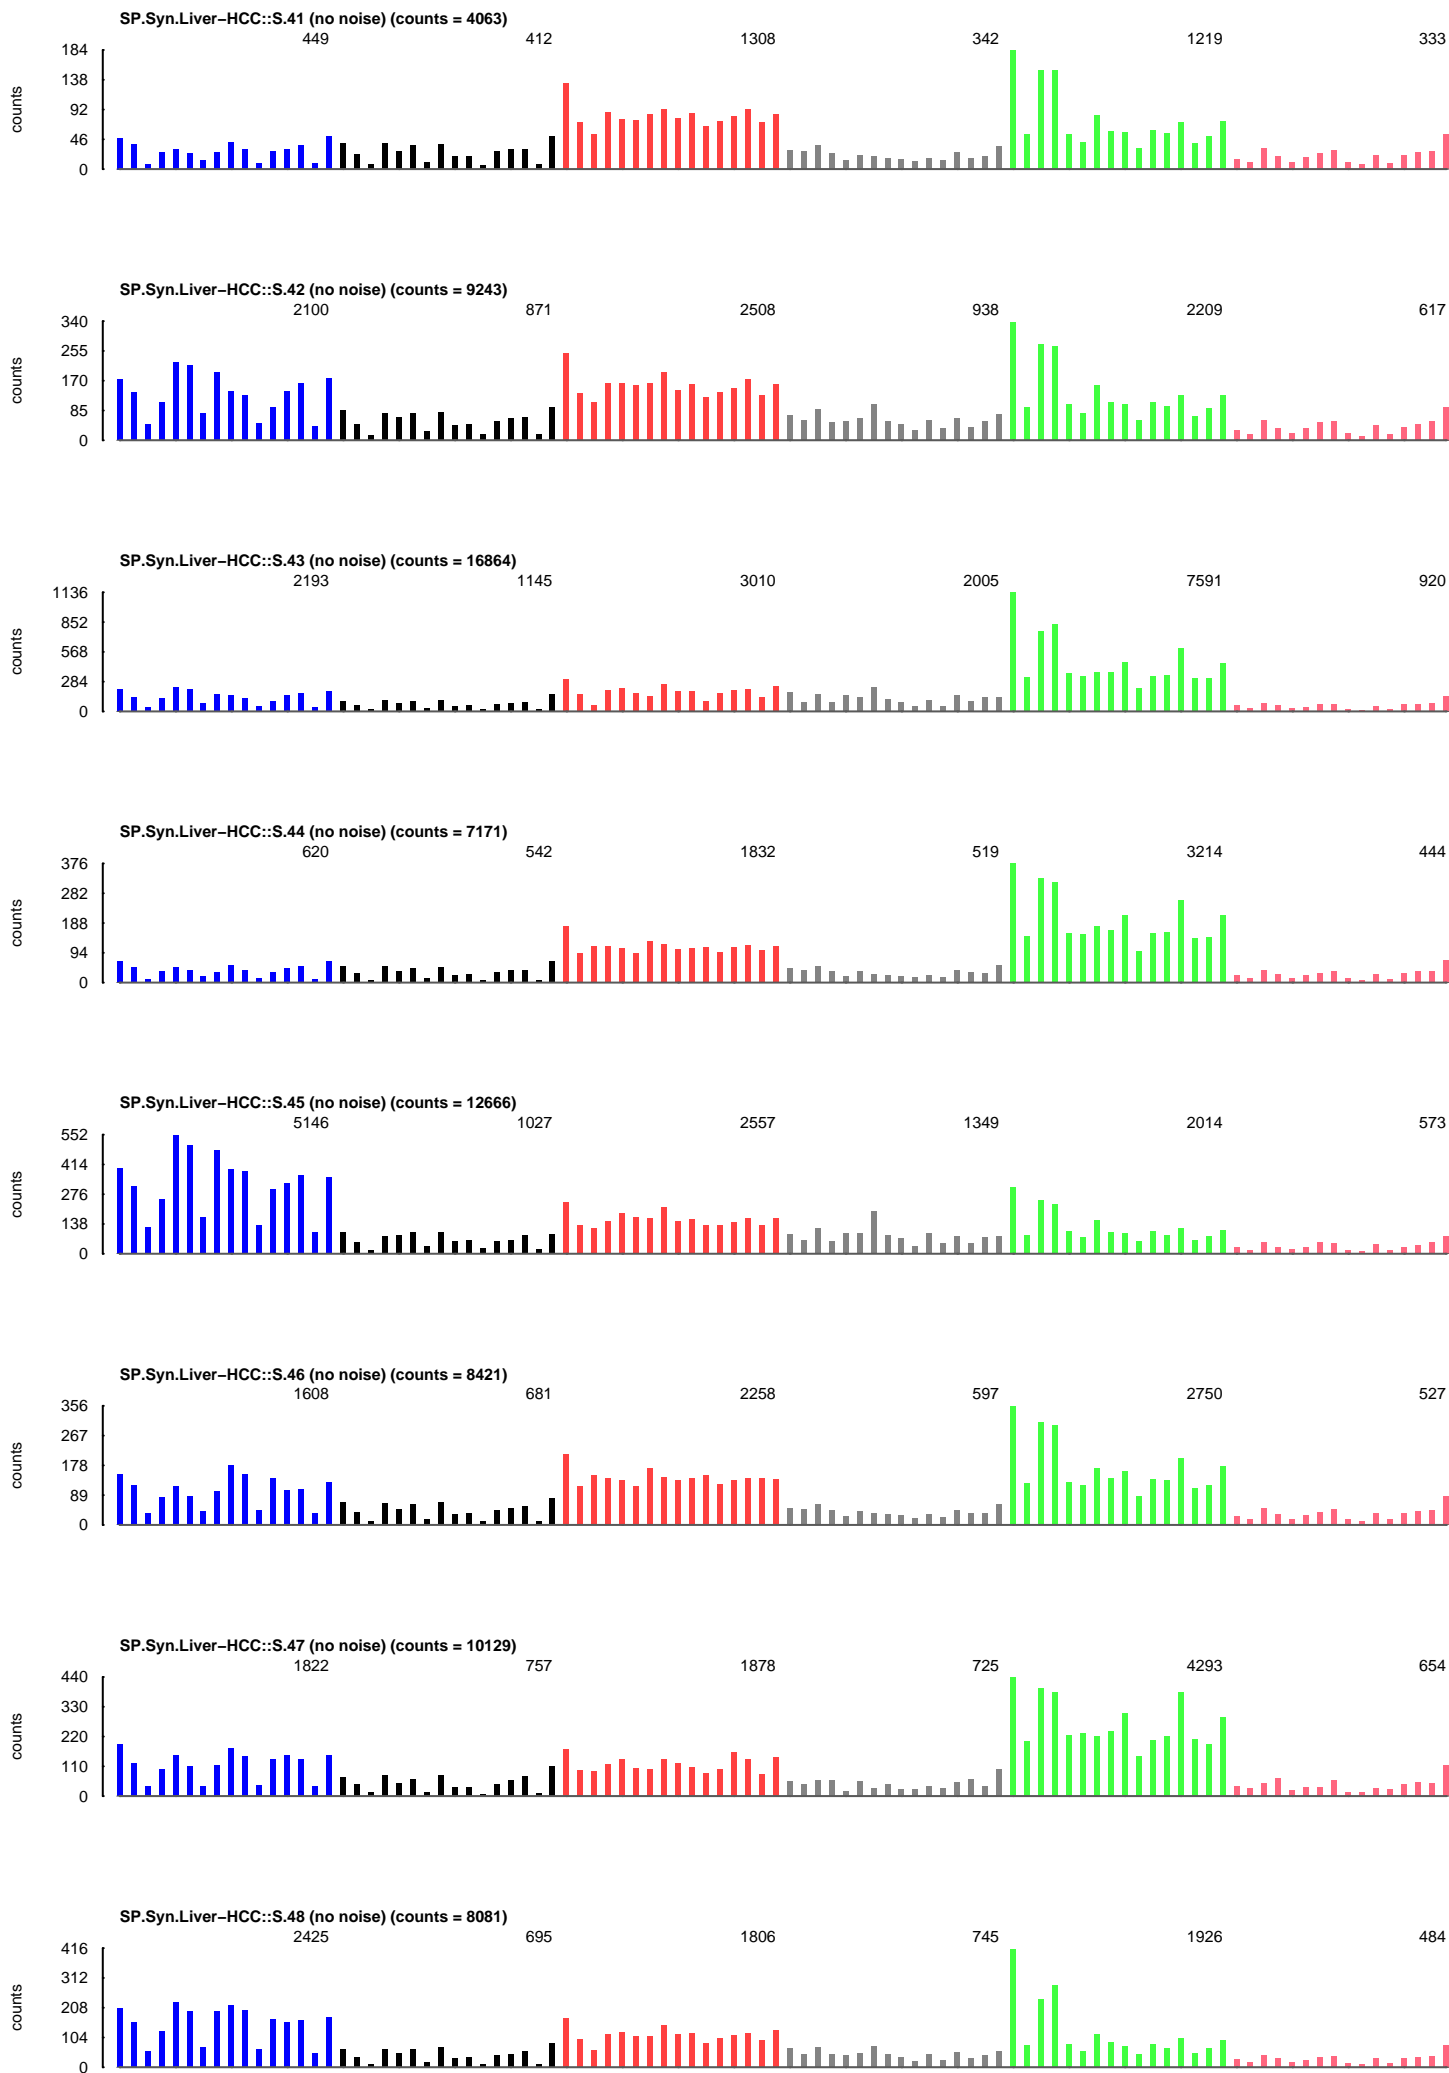 SP.Syn.Liver−HCC::S.41 (no noise) (counts = 4063)
449 412 1308 342 1219 333
184
138
92
46
0
counts
SP.Syn.Liver−HCC::S.42 (no noise) (counts = 9243)
2100 871 2508 938 2209 617
340
255
170
85
0
counts
SP.Syn.Liver−HCC::S.43 (no noise) (counts = 16864)
2193 1145 3010 2005 7591 920
1136
852
568
284
0
counts
SP.Syn.Liver−HCC::S.44 (no noise) (counts = 7171)
620 542 1832 519 3214 444
376
282
188
94
0
counts
SP.Syn.Liver−HCC::S.45 (no noise) (counts = 12666)
5146 1027 2557 1349 2014 573
552
414
276
138
0
counts
SP.Syn.Liver−HCC::S.46 (no noise) (counts = 8421)
1608 681 2258 597 2750 527
356
267
178
89
0
counts
SP.Syn.Liver−HCC::S.47 (no noise) (counts = 10129)
1822 757 1878 725 4293 654
440
330
220
110
0
counts
SP.Syn.Liver−HCC::S.48 (no noise) (counts = 8081)
2425 695 1806 745 1926 484
416
312
208
104
0
counts